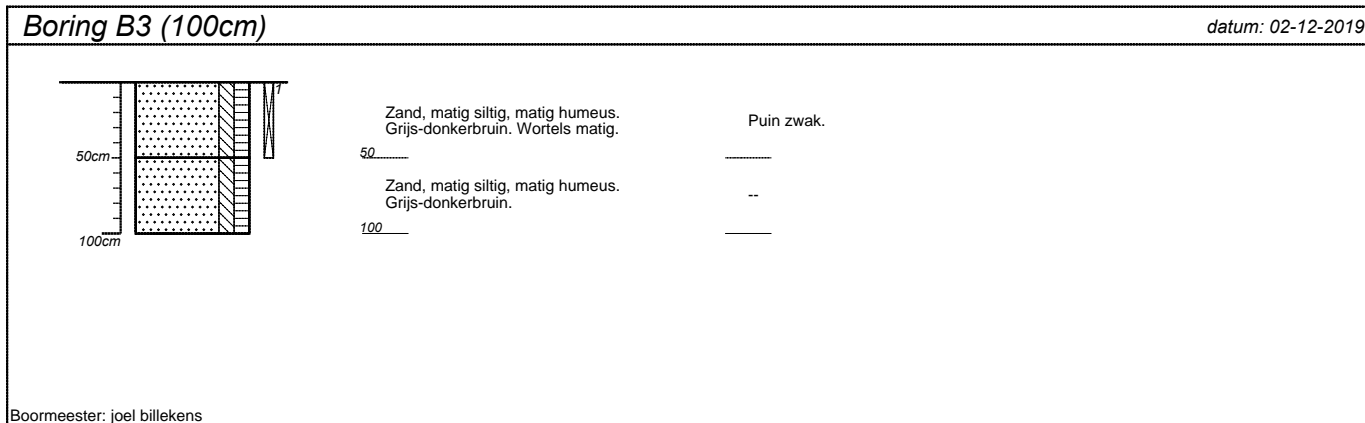 Boring B3 (100cm)
datum: 02-12-2019
1
Zand, matig siltig, matig humeus.
Grijs-donkerbruin. Wortels matig.
Puin zwak.
50cm
50
Zand, matig siltig, matig humeus.
Grijs-donkerbruin.
--
100cm
100
Boormeester: joel billekens